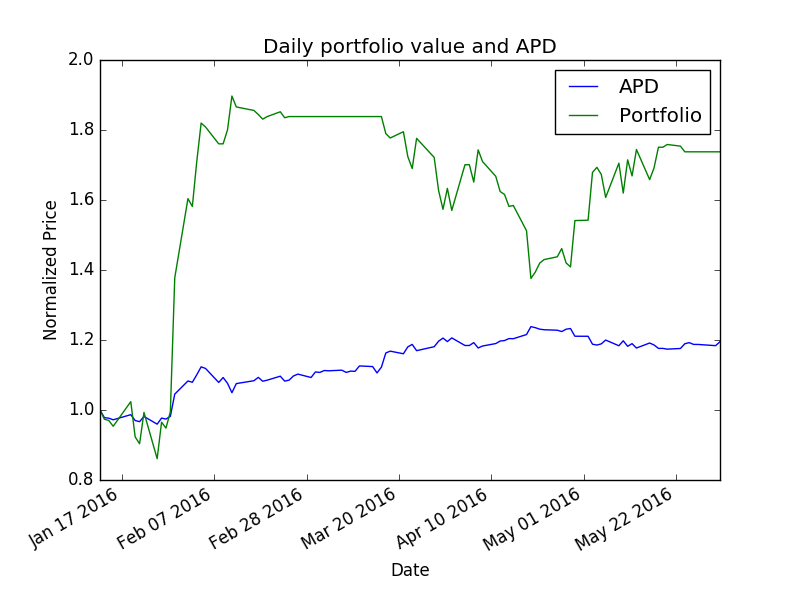 Daily portfolio value and APD
APD
Portfolio
2.0
1.8
1.6
1.4
1.2
1.0
0.8
Normalized Price
Jan 17 2016
Feb 07 2016
Feb 28 2016
Mar 20 2016
Apr 10 2016
May 01 2016
May 22 2016
Date